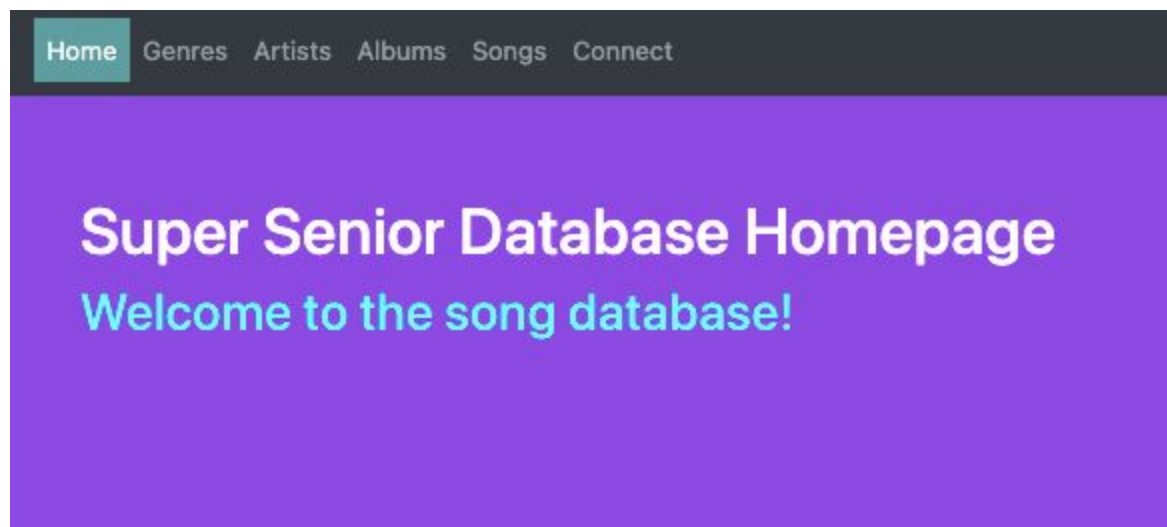 Home Genres Artists Albums Songs Connect
Super Senior Database Homepage
Welcome to the song database!